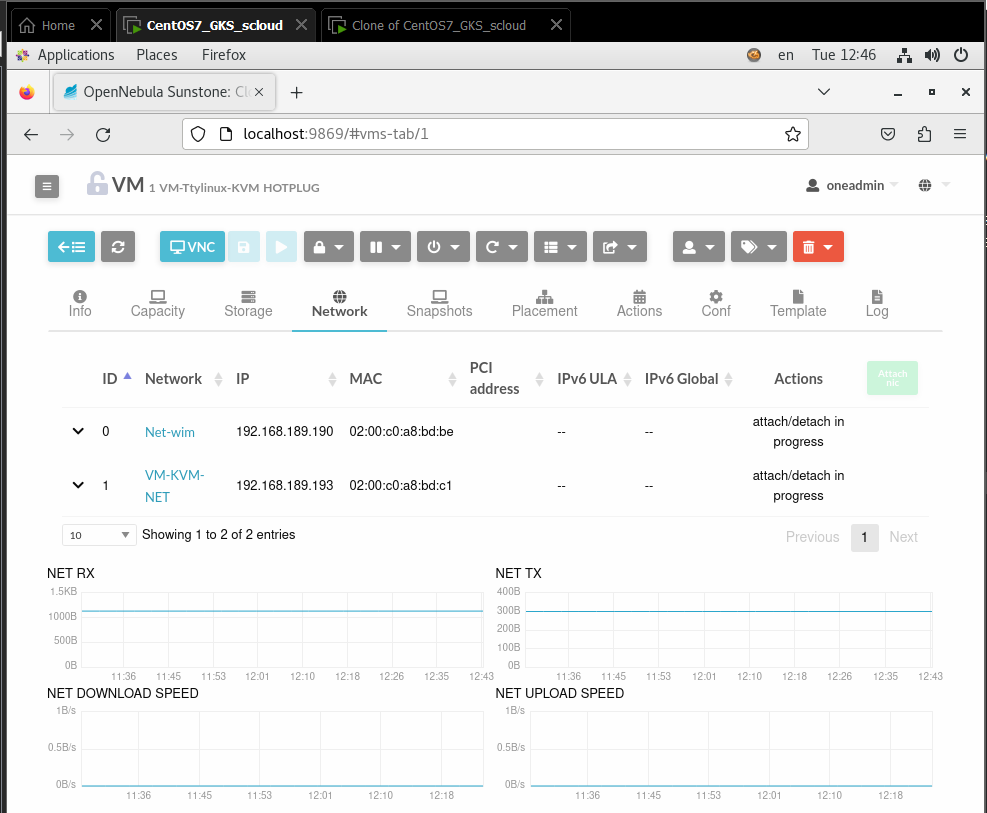 Home CentOS7_GKS_scloud Clone of CentOS7_GKS_scloud
Applications Places Firefox en Tue 12:46
OpenNebula Sunstone: Cl
localhost:9869/#vms-tab/1
VM 1 VM-Ttylinux-KVM HOTPLUG oneadmin
VNC
Info Capacity Storage Network Snapshots Placement Actions Conf Template Log
ID Network IP MAC PCI address IPv6 ULA IPv6 Global Actions Attach nic
0 Net-wim 192.168.189.190 02:00:c0:a8:bd:be -- -- attach/detach in progress
1 VM-KVM-NET 192.168.189.193 02:00:c0:a8:bd:c1 -- -- attach/detach in progress
10 Showing 1 to 2 of 2 entries Previous 1 Next
NET RX
1.5KB
1000B
500B
0B
11:36 11:45 11:53 12:01 12:10 12:18 12:26 12:35 12:43
NET TX
400B
300B
200B
100B
0B
11:36 11:45 11:53 12:01 12:10 12:18 12:26 12:35 12:43
NET DOWNLOAD SPEED
1B/s
0.5B/s
0B/s
11:36 11:45 11:53 12:01 12:10 12:18
NET UPLOAD SPEED
1B/s
0.5B/s
0B/s
11:36 11:45 11:53 12:01 12:10 12:18